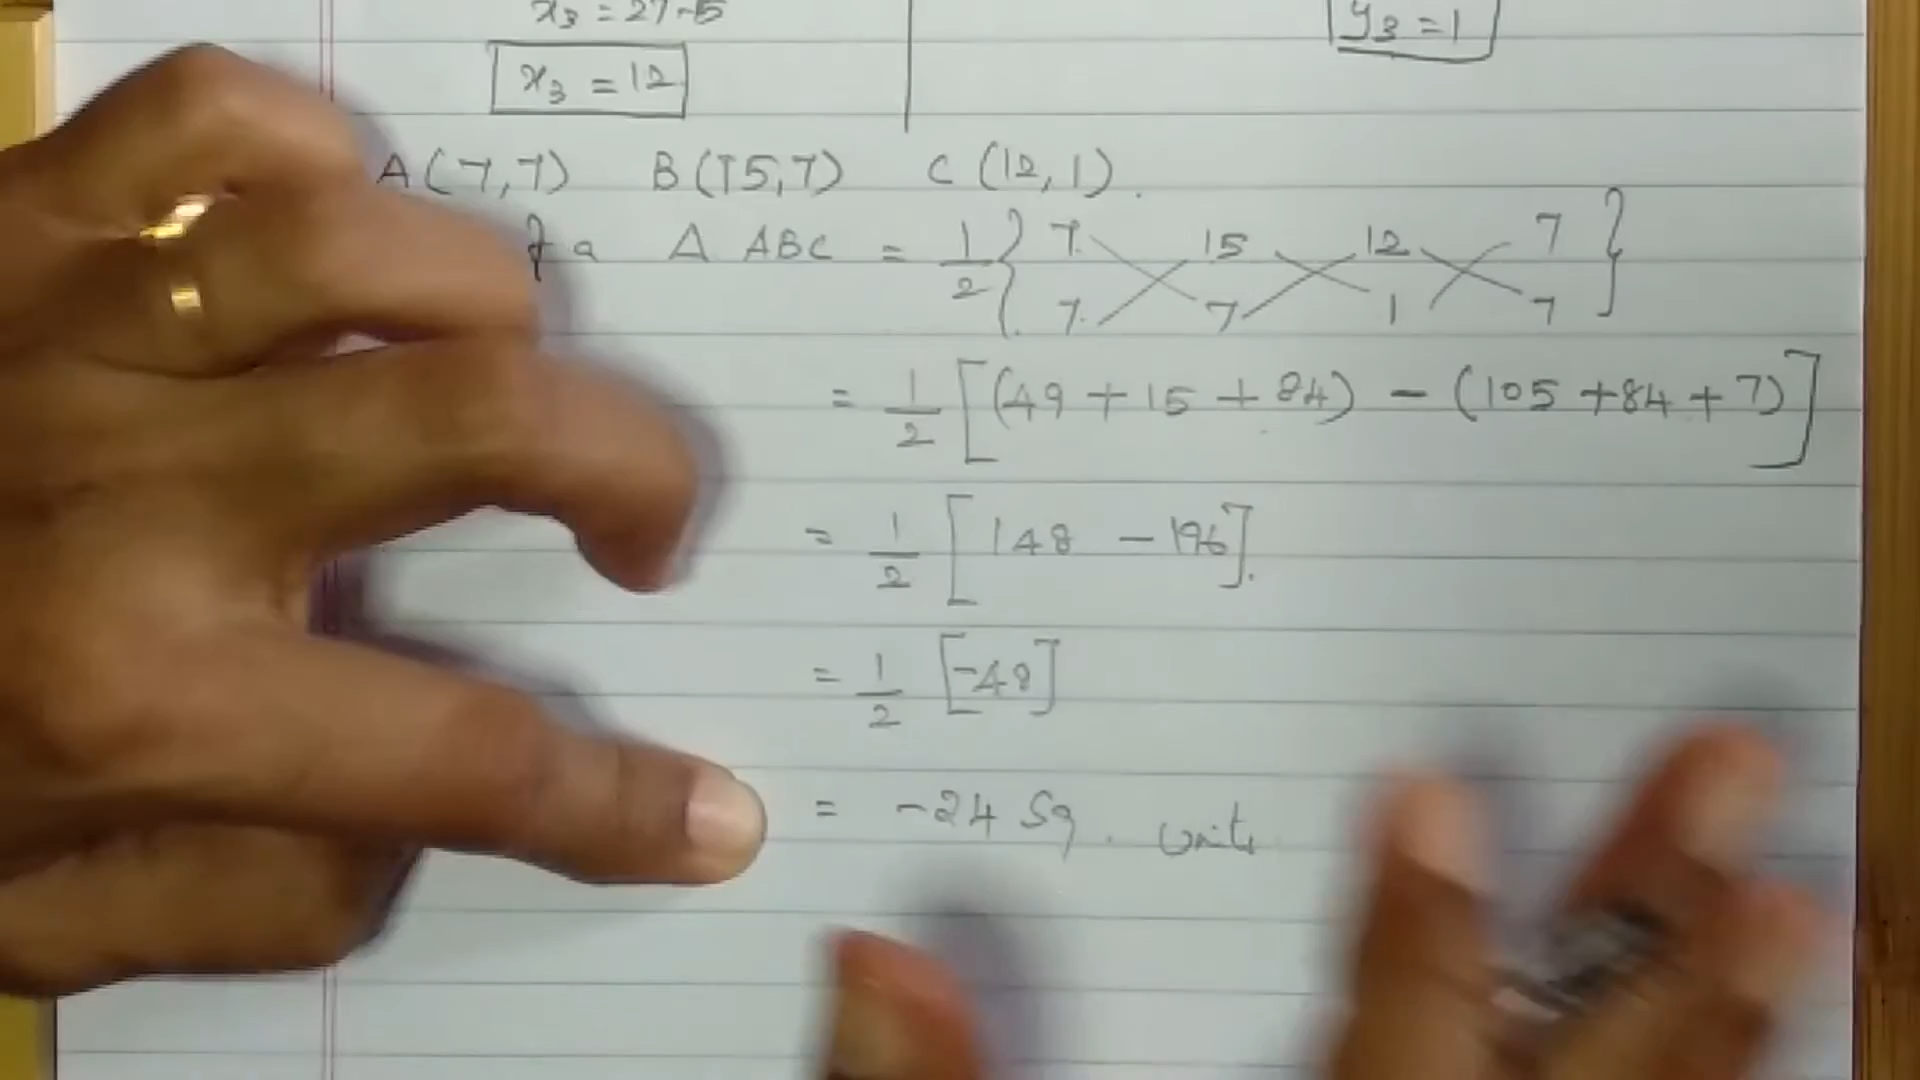 x₃ = 27-15
x₃ = 12
y₃ = 1
A(7,7) B(15,7) C(12,1).
a Δ ABC = 1/2 { 7 15 12 7
7 7 1 7 }
= 1/2 [(49 + 15 + 84) - (105 + 84 + 7)]
= 1/2 [148 - 196].
= 1/2 [-48]
= -24 Sq. units